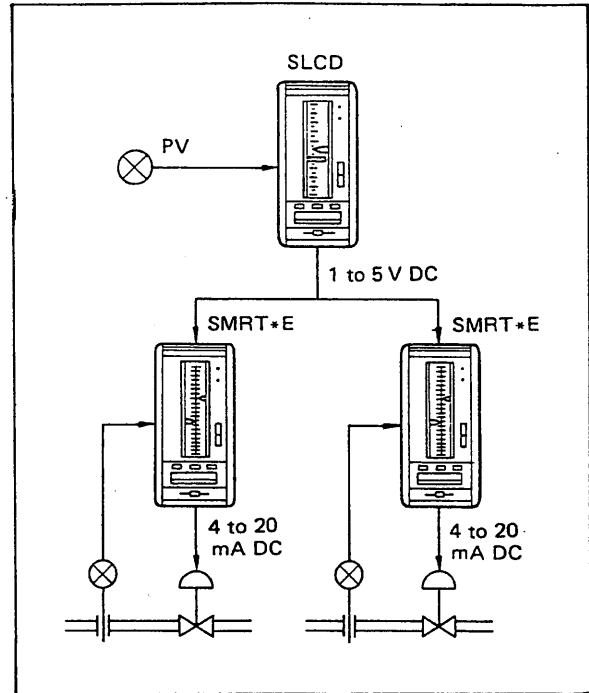 SLCD
PV
1 to 5 V DC
SMRT*E
SMRT*E
4 to 20
mA DC
4 to 20
mA DC